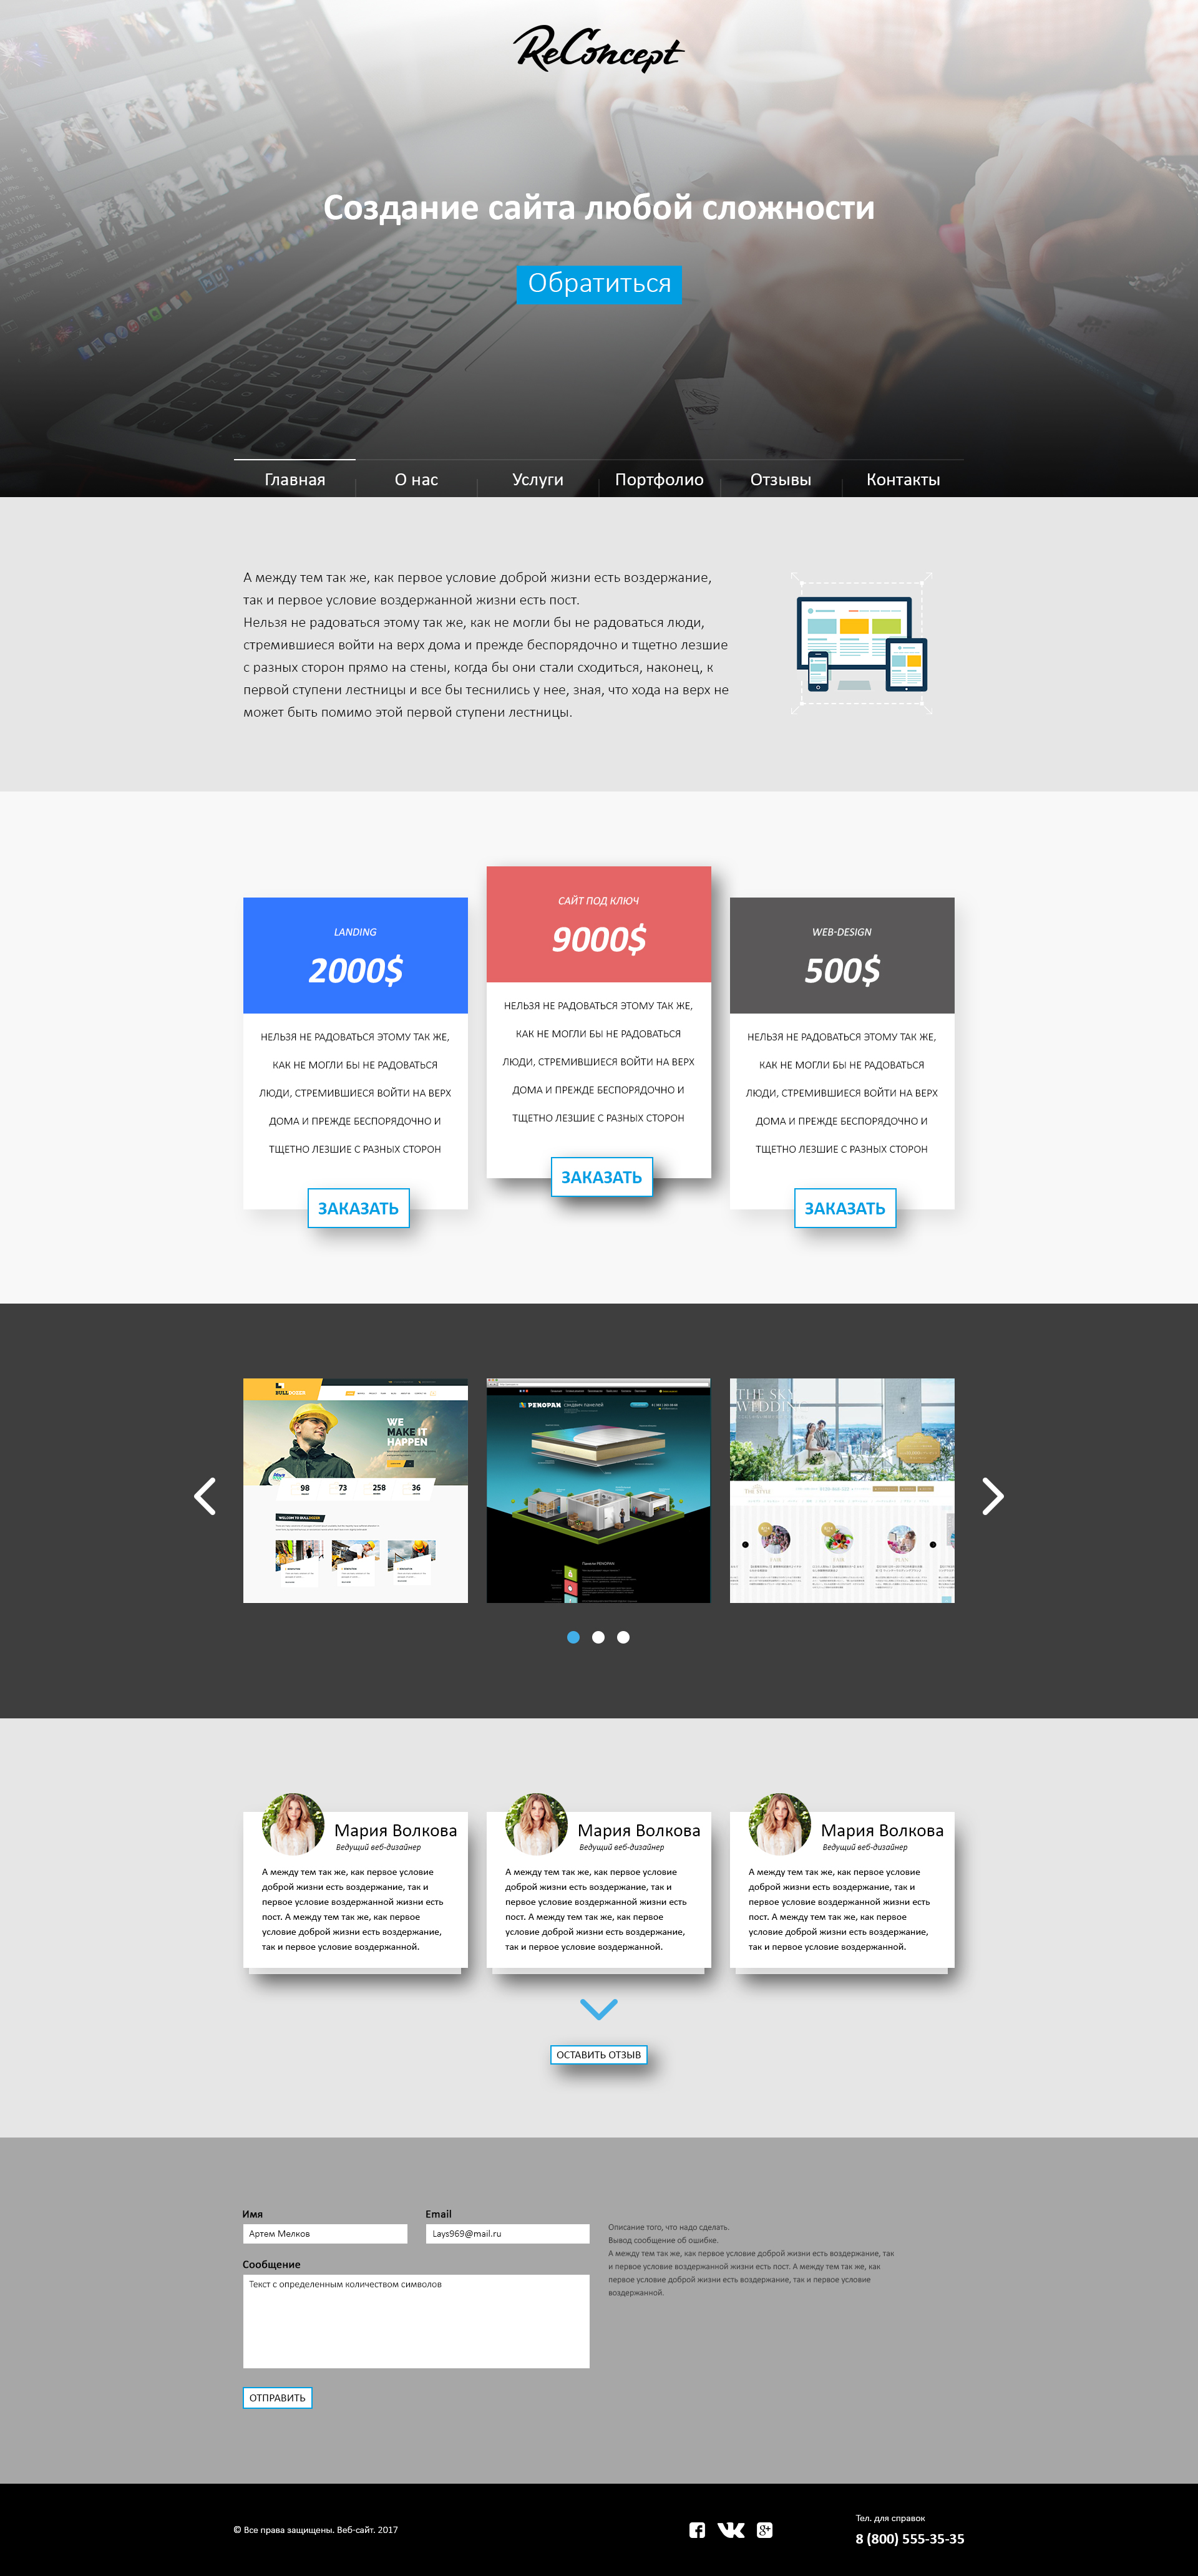 ReConcept
Создание сайта любой сложности
Обратиться
Главная
О нас
Услуги
Портфолио
Отзывы
Контакты
А между тем так же, как первое условие доброй жизни есть воздержание,
так и первое условие воздержанной жизни есть пост.
Нельзя не радоваться этому так же, как не могли бы не радоваться люди,
стремившиеся войти на верх дома и прежде беспорядочно и тщетно лезшие
с разных сторон прямо на стены, когда бы они стали сходиться, наконец, к
первой ступени лестницы и все бы теснились у нее, зная, что хода на верх не
может быть помимо этой первой ступени лестницы.
LANDING
2000$
НЕЛЬЗЯ НЕ РАДОВАТЬСЯ ЭТОМУ ТАК ЖЕ,
КАК НЕ МОГЛИ БЫ НЕ РАДОВАТЬСЯ
ЛЮДИ, СТРЕМИВШИЕСЯ ВОЙТИ НА ВЕРХ
ДОМА И ПРЕЖДЕ БЕСПОРЯДОЧНО И
ТЩЕТНО ЛЕЗШИЕ С РАЗНЫХ СТОРОН
ЗАКАЗАТЬ
САЙТ ПОД КЛЮЧ
9000$
НЕЛЬЗЯ НЕ РАДОВАТЬСЯ ЭТОМУ ТАК ЖЕ,
КАК НЕ МОГЛИ БЫ НЕ РАДОВАТЬСЯ
ЛЮДИ, СТРЕМИВШИЕСЯ ВОЙТИ НА ВЕРХ
ДОМА И ПРЕЖДЕ БЕСПОРЯДОЧНО И
ТЩЕТНО ЛЕЗШИЕ С РАЗНЫХ СТОРОН
ЗАКАЗАТЬ
WEB-DESIGN
500$
НЕЛЬЗЯ НЕ РАДОВАТЬСЯ ЭТОМУ ТАК ЖЕ,
КАК НЕ МОГЛИ БЫ НЕ РАДОВАТЬСЯ
ЛЮДИ, СТРЕМИВШИЕСЯ ВОЙТИ НА ВЕРХ
ДОМА И ПРЕЖДЕ БЕСПОРЯДОЧНО И
ТЩЕТНО ЛЕЗШИЕ С РАЗНЫХ СТОРОН
ЗАКАЗАТЬ
BULLDOZER
WE
MAKE IT
HAPPEN
98
73
258
36
WELCOM TO BULLDOZER
РЕНОРАН
Панели РЕНОРАН
THE SKY
WEDDING
THE STYLE
Мария Волкова
Ведущий веб-дизайнер
А между тем так же, как первое условие
доброй жизни есть воздержание, так и
первое условие воздержанной жизни есть
пост. А между тем так же, как первое
условие доброй жизни есть воздержание,
так и первое условие воздержанной.
Мария Волкова
Ведущий веб-дизайнер
А между тем так же, как первое условие
доброй жизни есть воздержание, так и
первое условие воздержанной жизни есть
пост. А между тем так же, как первое
условие доброй жизни есть воздержание,
так и первое условие воздержанной.
Мария Волкова
Ведущий веб-дизайнер
А между тем так же, как первое условие
доброй жизни есть воздержание, так и
первое условие воздержанной жизни есть
пост. А между тем так же, как первое
условие доброй жизни есть воздержание,
так и первое условие воздержанной.
ОСТАВИТЬ ОТЗЫВ
Имя
Артем Мелков
Email
Lays969@mail.ru
Сообщение
Текст с определенным количеством символов
ОТПРАВИТЬ
Описание того, что надо сделать.
Вывод сообщение об ошибке.
А между тем так же, как первое условие доброй жизни есть воздержание, так
и первое условие воздержанной жизни есть пост. А между тем так же, как
первое условие доброй жизни есть воздержание, так и первое условие
воздержанной.
© Все права защищены. Веб-сайт. 2017
Тел. для справок
8 (800) 555-35-35